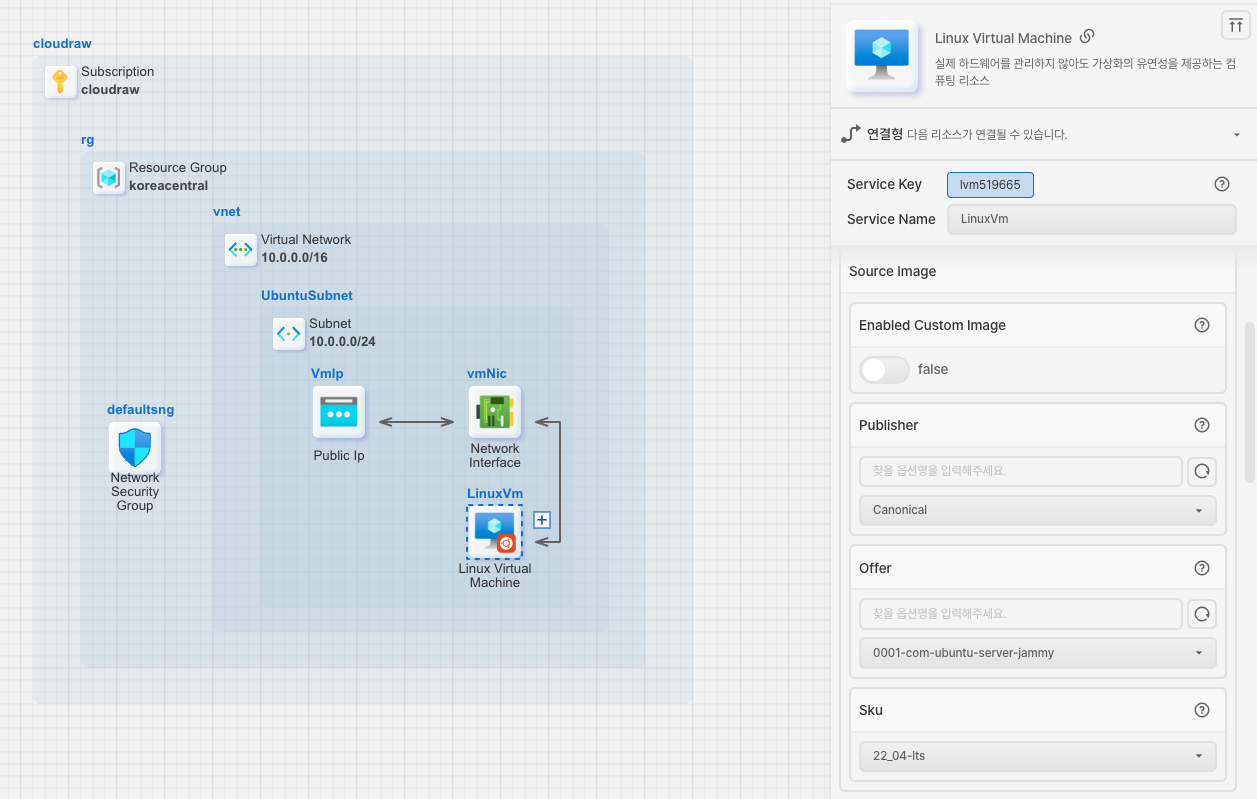 cloudraw
Subscription
cloudraw
rg
Resource Group
koreacentral
vnet
Virtual Network
10.0.0.0/16
UbuntuSubnet
Subnet
10.0.0.0/24
VmIp
Public Ip
vmNic
Network
Interface
defaultsng
Network
Security
Group
LinuxVm
Linux Virtual
Machine
Linux Virtual Machine
실제 하드웨어를 관리하지 않아도 가상화의 유연성을 제공하는 컴
퓨팅 리소스
연결형 다음 리소스가 연결될 수 있습니다.
Service Key lvm519665
Service Name LinuxVm
Source Image
Enabled Custom Image
false
Publisher
찾을 옵션명을 입력해주세요.
Canonical
Offer
찾을 옵션명을 입력해주세요.
0001-com-ubuntu-server-jammy
Sku
22_04-lts